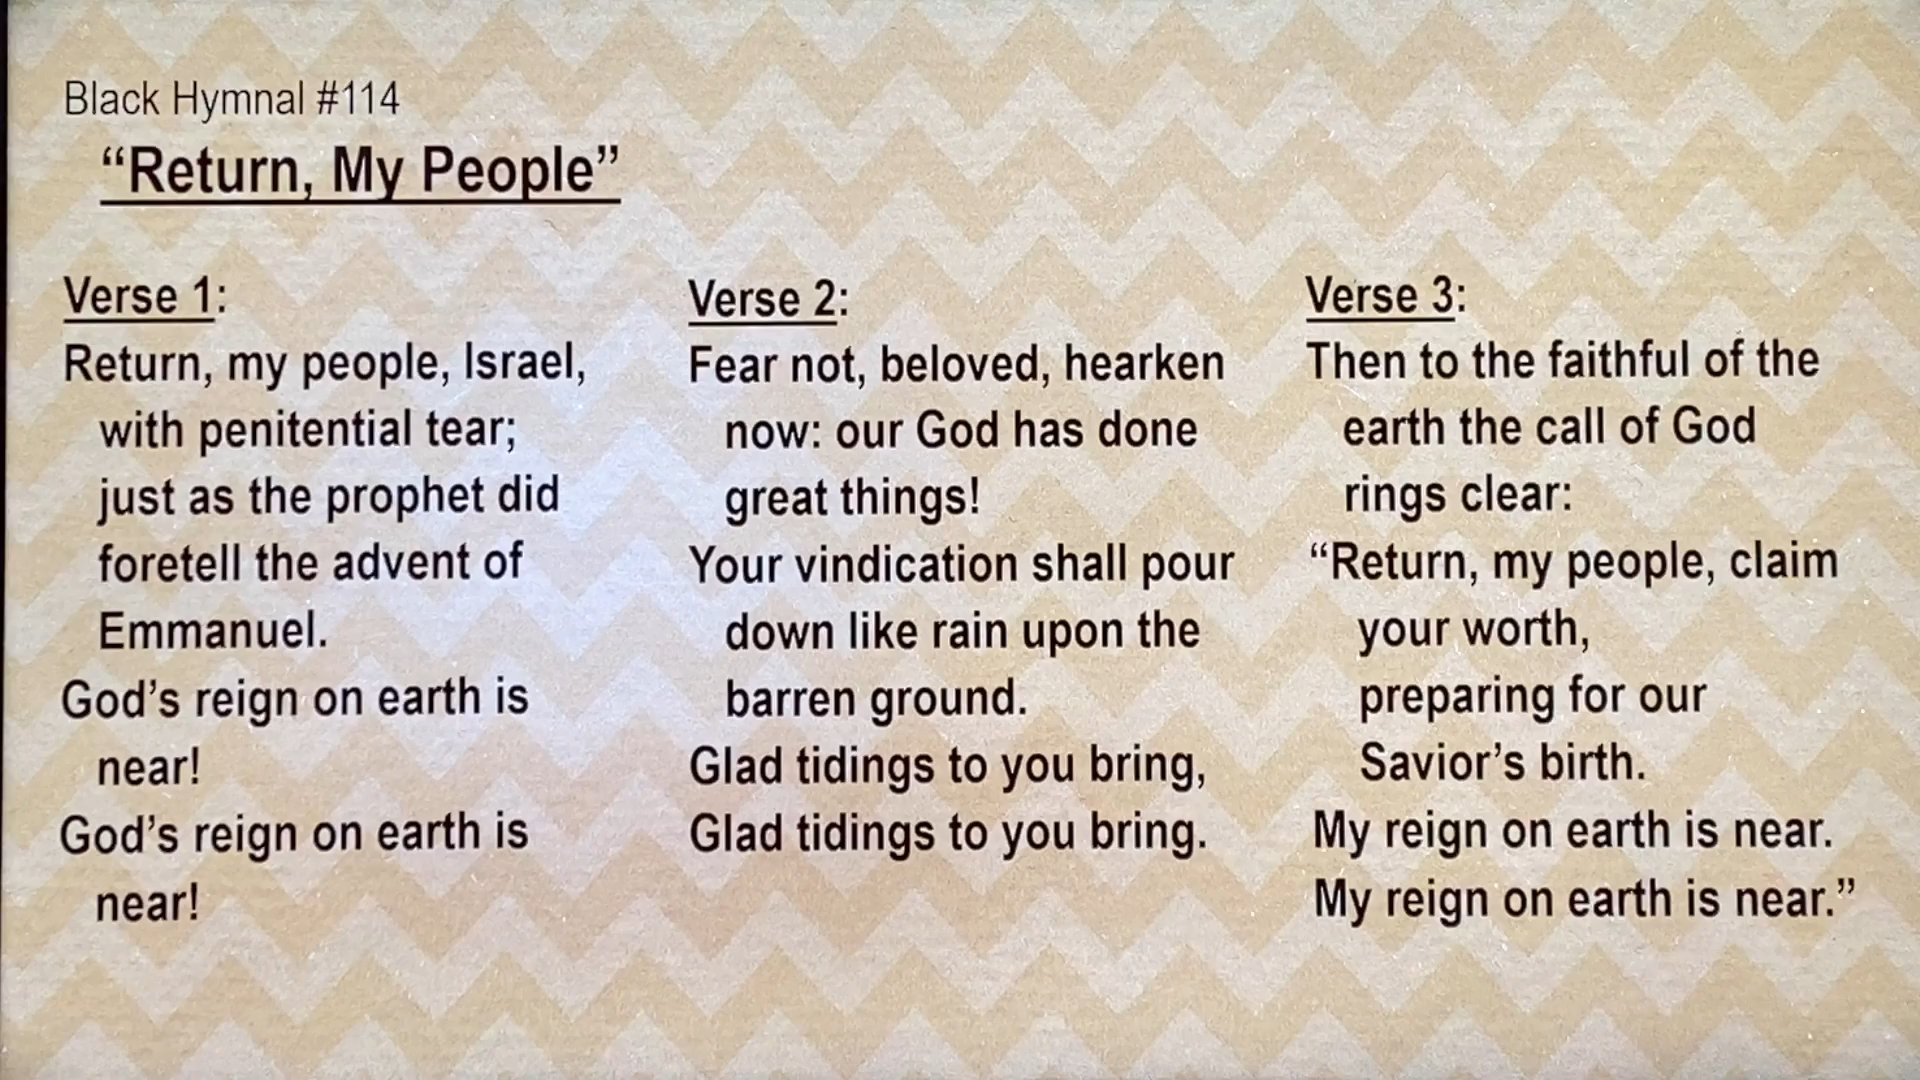 Black Hymnal #114
“Return, My People”
Verse 1:
Return, my people, Israel,
with penitential tear;
just as the prophet did
foretell the advent of
Emmanuel.
God’s reign on earth is
near!
God’s reign on earth is
near!
Verse 2:
Fear not, beloved, hearken
now: our God has done
great things!
Your vindication shall pour
down like rain upon the
barren ground.
Glad tidings to you bring,
Glad tidings to you bring.
Verse 3:
Then to the faithful of the
earth the call of God
rings clear:
“Return, my people, claim
your worth,
preparing for our
Savior’s birth.
My reign on earth is near.
My reign on earth is near.”